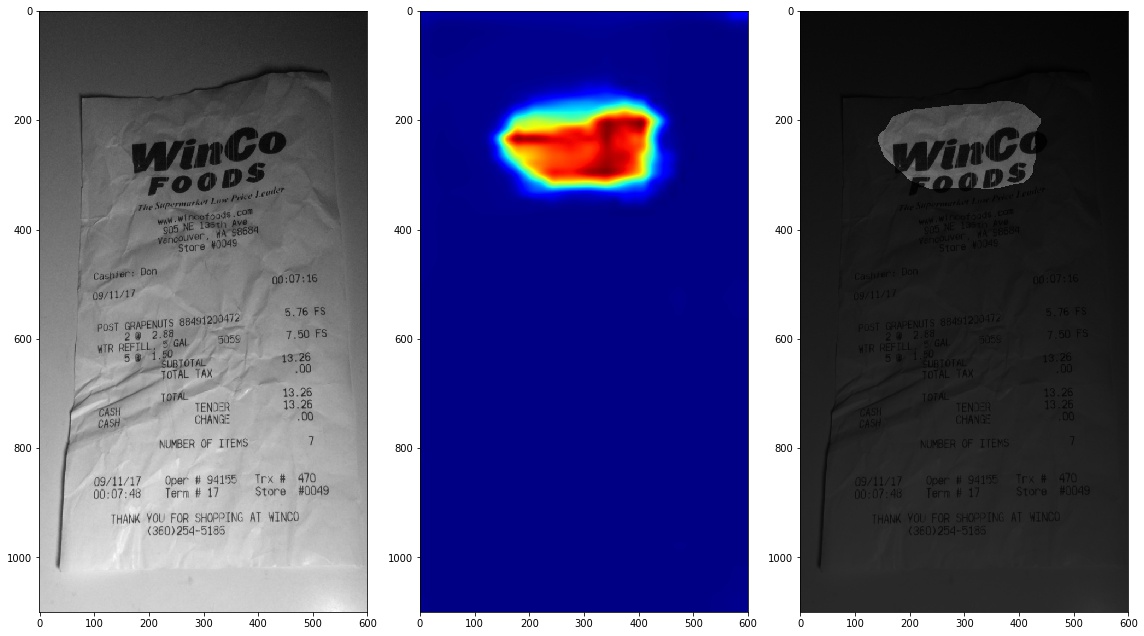 WinCo
FOODS
The Supermarket Low Price Leader
www.wincofoods.com
905 NE 136th Ave
Vancouver, WA 98684
Store #0049
Cashier: Don 00:07:16
09/11/17
POST GRAPENUTS 88491200472 5.76 FS
2 @ 2.88
WTR REFILL, 5 GAL 5059 7.50 FS
5 @ 1.50
SUBTOTAL 13.26
TOTAL TAX .00
TOTAL 13.26
CASH TENDER 13.26
CASH CHANGE .00
NUMBER OF ITEMS 7
09/11/17 Oper # 94155 Trx # 470
00:07:48 Term # 17 Store #0049
THANK YOU FOR SHOPPING AT WINCO
(360)254-5185
0
200
400
600
800
1000
0 100 200 300 400 500 600
0
200
400
600
800
1000
0 100 200 300 400 500 600
0
200
400
600
800
1000
0 100 200 300 400 500 600
WinCo
FOODS
The Supermarket Low Price Leader
www.wincofoods.com
905 NE 136th Ave
Vancouver, WA 98684
Store #0049
Cashier: Don 00:07:16
09/11/17
POST GRAPENUTS 88491200472 5.76 FS
2 @ 2.88
WTR REFILL, 5 GAL 5059 7.50 FS
5 @ 1.50
SUBTOTAL 13.26
TOTAL TAX .00
TOTAL 13.26
CASH TENDER 13.26
CASH CHANGE .00
NUMBER OF ITEMS 7
09/11/17 Oper # 94155 Trx # 470
00:07:48 Term # 17 Store #0049
THANK YOU FOR SHOPPING AT WINCO
(360)254-5185